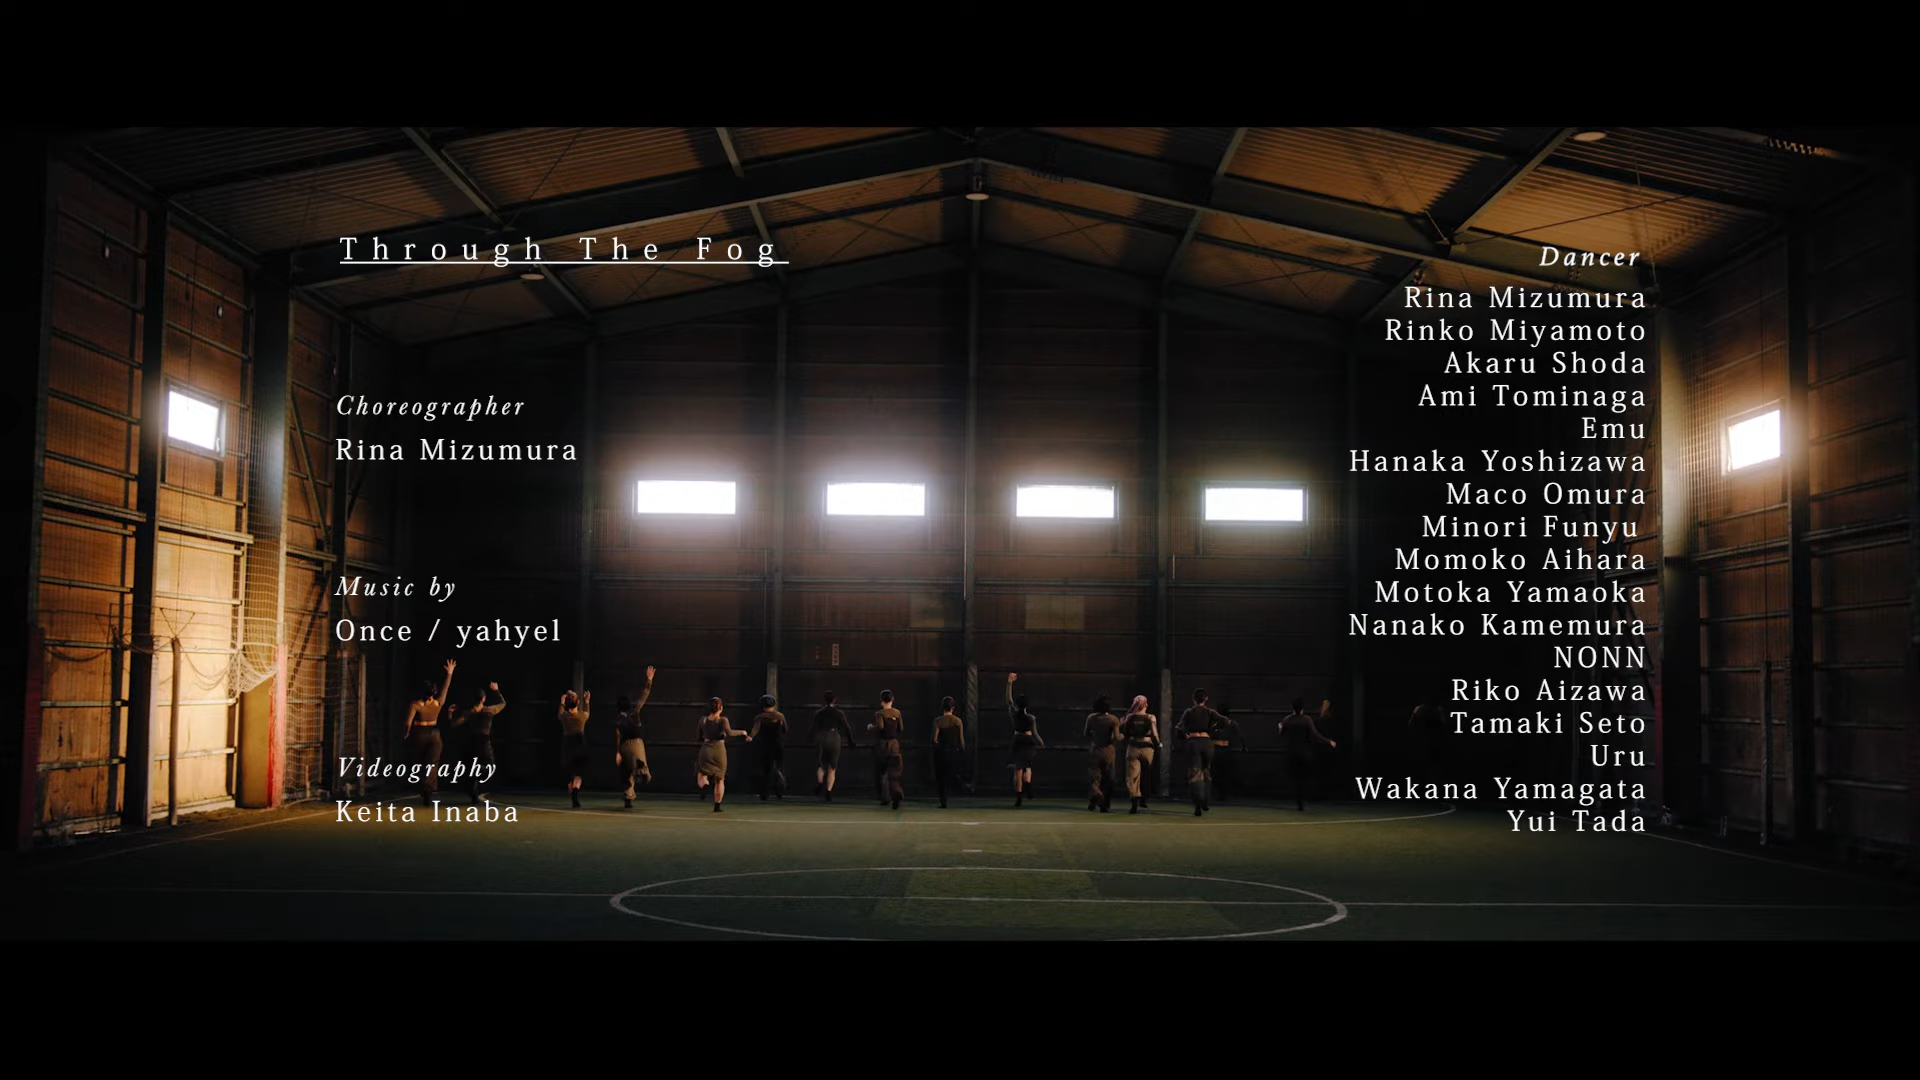 Through The Fog
Choreographer
Rina Mizumura
Music by
Once / yahyel
Videography
Keita Inaba
Dancer
Rina Mizumura
Rinko Miyamoto
Akaru Shoda
Ami Tominaga
Emu
Hanaka Yoshizawa
Maco Omura
Minori Funyu
Momoko Aihara
Motoka Yamaoka
Nanako Kamemura
NONN
Riko Aizawa
Tamaki Seto
Uru
Wakana Yamagata
Yui Tada